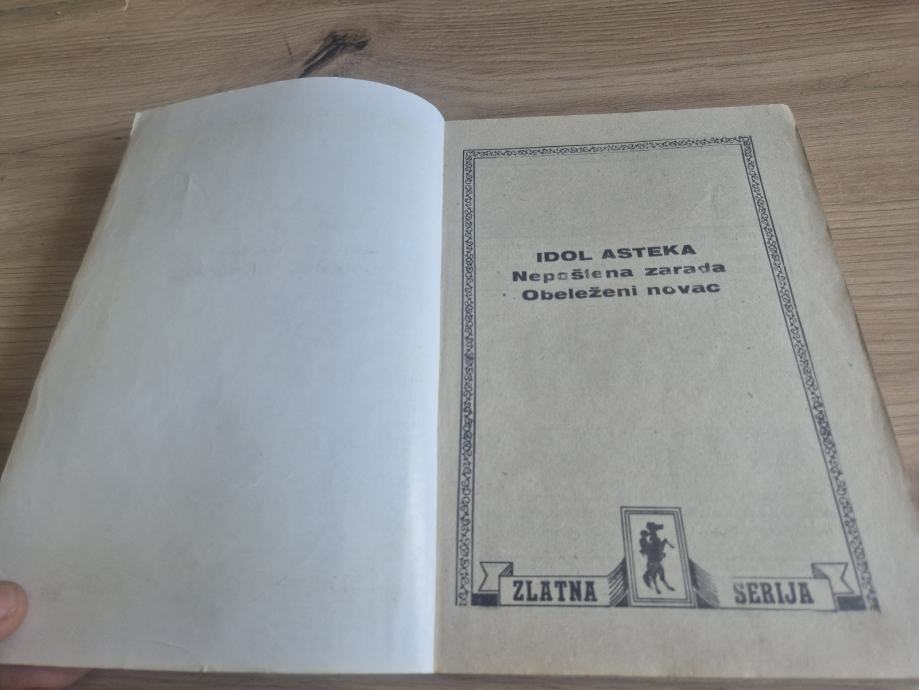 IDOL ASTEKA
Nepoštena zarada
Obeleženi novac
ZLATNA SERIJA